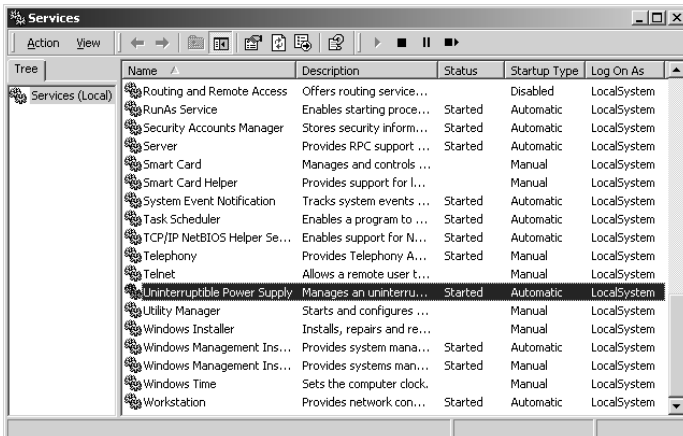 Services
Action View
Tree
Services (Local)
Name Description Status Startup Type Log On As
Routing and Remote Access Offers routing service... Disabled LocalSystem
RunAs Service Enables starting proce... Started Automatic LocalSystem
Security Accounts Manager Stores security inform... Started Automatic LocalSystem
Server Provides RPC support ... Started Automatic LocalSystem
Smart Card Manages and controls ... Manual LocalSystem
Smart Card Helper Provides support for l... Manual LocalSystem
System Event Notification Tracks system events ... Started Automatic LocalSystem
Task Scheduler Enables a program to ... Started Automatic LocalSystem
TCP/IP NetBIOS Helper Se... Enables support for N... Started Automatic LocalSystem
Telephony Provides Telephony A... Started Manual LocalSystem
Telnet Allows a remote user t... Manual LocalSystem
Uninterruptible Power Supply Manages an uninterru... Started Automatic LocalSystem
Utility Manager Starts and configures ... Manual LocalSystem
Windows Installer Installs, repairs and re... Manual LocalSystem
Windows Management Ins... Provides system mana... Started Automatic LocalSystem
Windows Management Ins... Provides systems man... Started Manual LocalSystem
Windows Time Sets the computer clock. Manual LocalSystem
Workstation Provides network con... Started Automatic LocalSystem